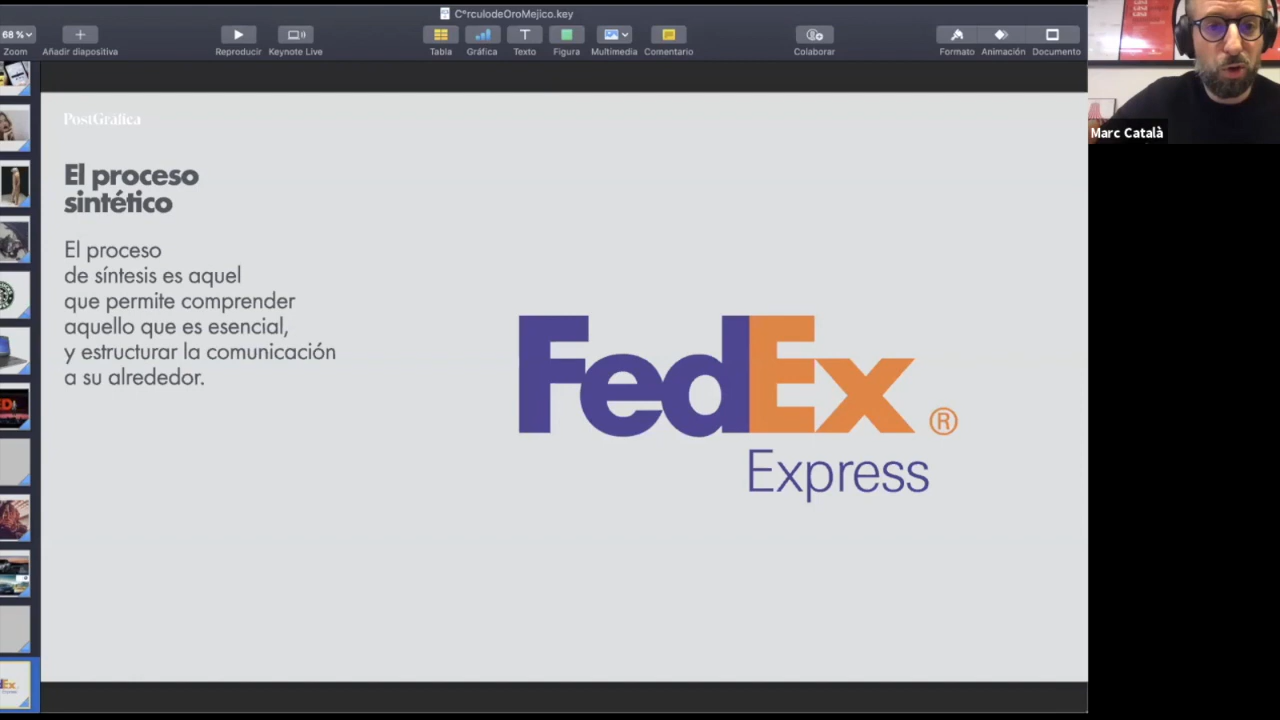 C°rculodeOroMejico.key
68 %
Zoom
Añadir diapositiva
Reproducir
Keynote Live
Tabla
Gráfica
Texto
Figura
Multimedia
Comentario
Colaborar
Formato
Animación
Documento
Marc Català
PostGráfica
El proceso
sintético
El proceso
de síntesis es aquel
que permite comprender
aquello que es esencial,
y estructurar la comunicación
a su alrededor.
FedEx ®
Express